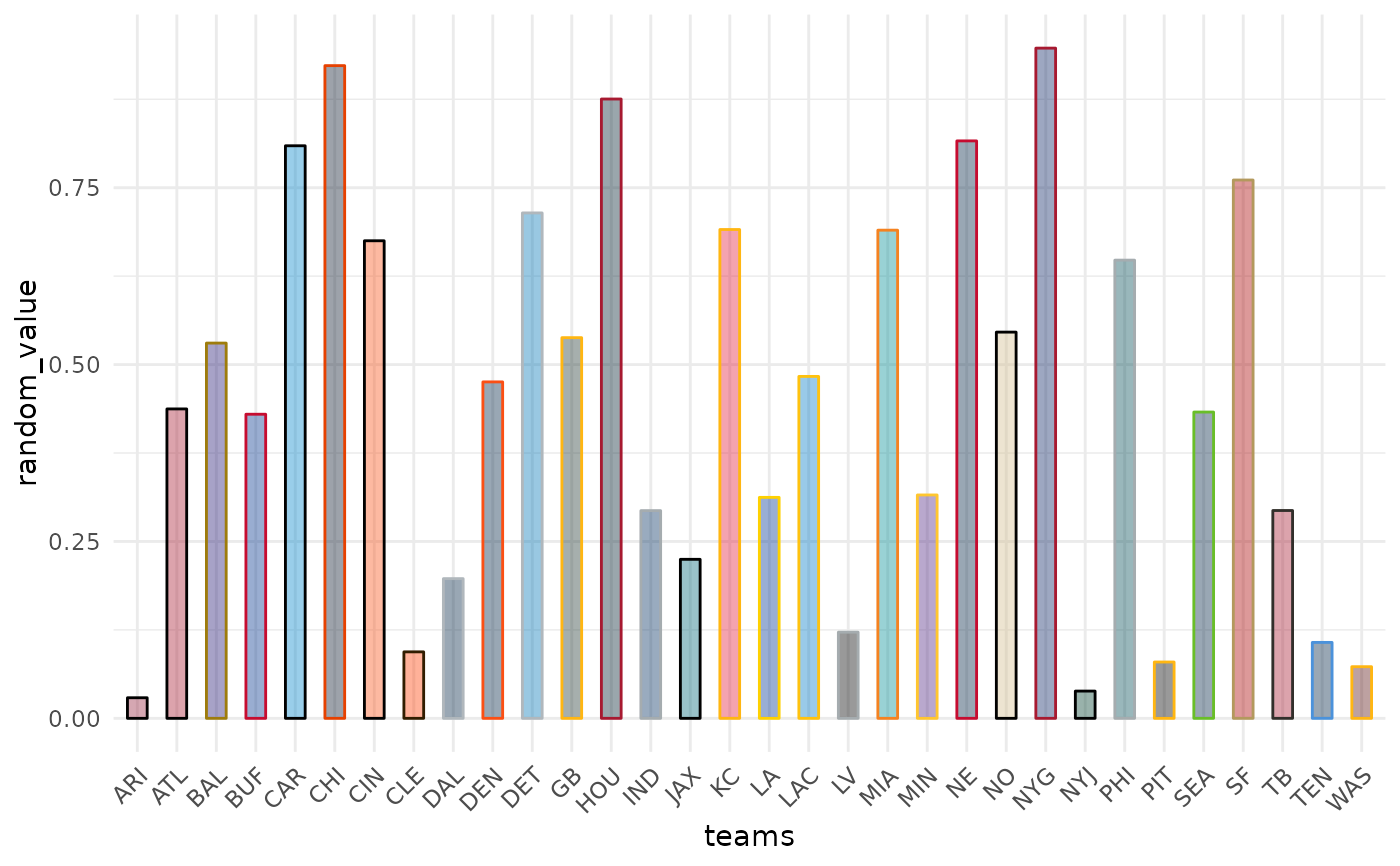 random_value
0.75
0.50
0.25
0.00
ARI ATL BAL BUF CAR CHI CIN CLE DAL DEN DET GB HOU IND JAX KC LA LAC LV MIA MIN NE NO NYG NYJ PHI PIT SEA SF TB TEN WAS
teams